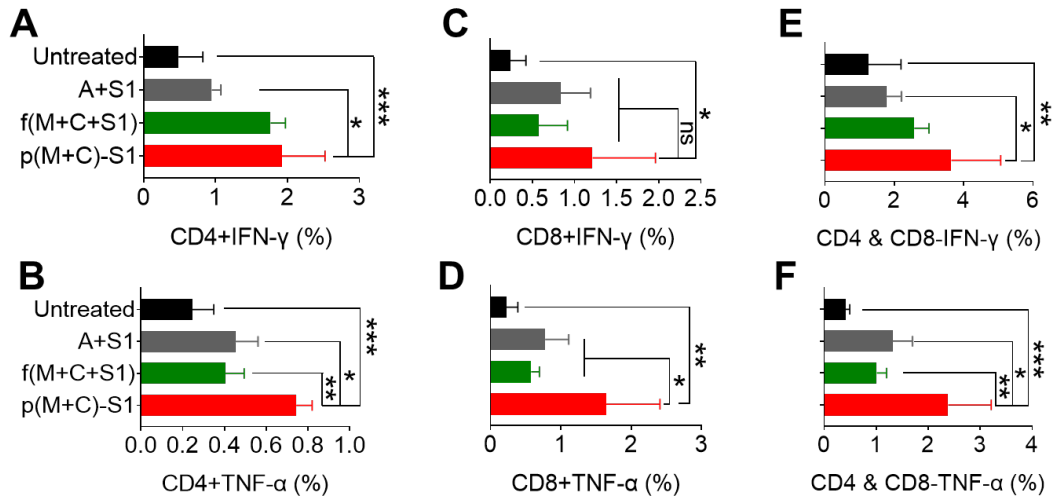 A
Untreated
A+S1
f(M+C+S1)
p(M+C)-S1
*
***
0 1 2 3
CD4+IFN-γ (%)
C
ns
*
0.0 0.5 1.0 1.5 2.0 2.5
CD8+IFN-γ (%)
E
*
**
0 2 4 6
CD4 & CD8-IFN-γ (%)
B
Untreated
A+S1
f(M+C+S1)
p(M+C)-S1
**
*
***
0.0 0.2 0.4 0.6 0.8 1.0
CD4+TNF-α (%)
D
*
**
0 1 2 3
CD8+TNF-α (%)
F
**
*
***
0 1 2 3 4
CD4 & CD8-TNF-α (%)